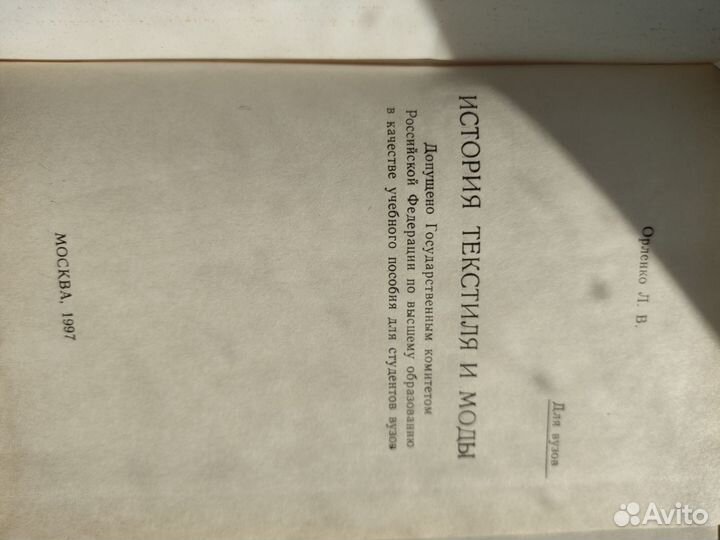 Орленко Л. В.
Для вузов
ИСТОРИЯ ТЕКСТИЛЯ И МОДЫ
Допущено Государственным комитетом
Российской Федерации по высшему образованию
в качестве учебного пособия для студентов вузов
МОСКВА, 1997
Avito